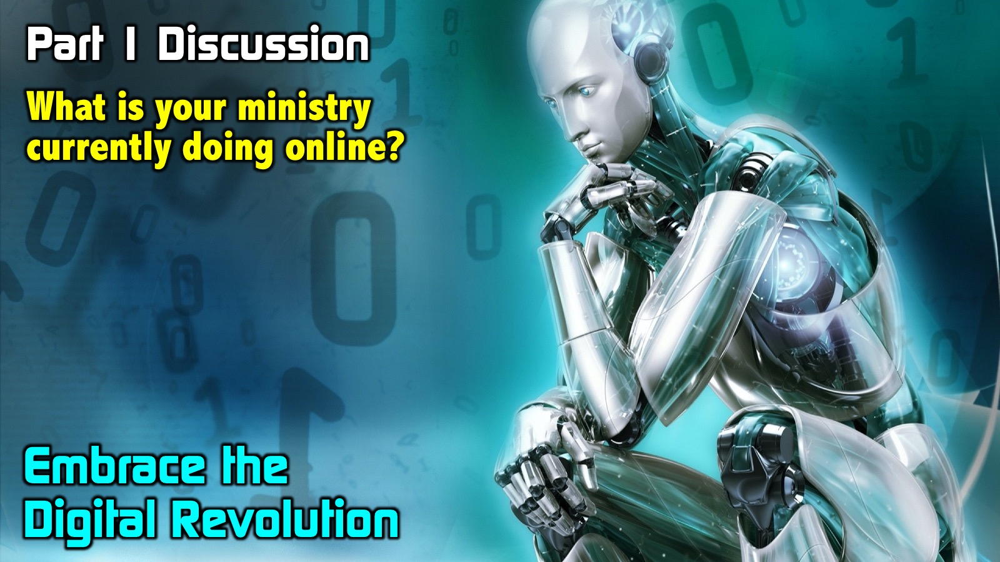 Part 1 Discussion
What is your ministry
currently doing online?
Embrace the
Digital Revolution